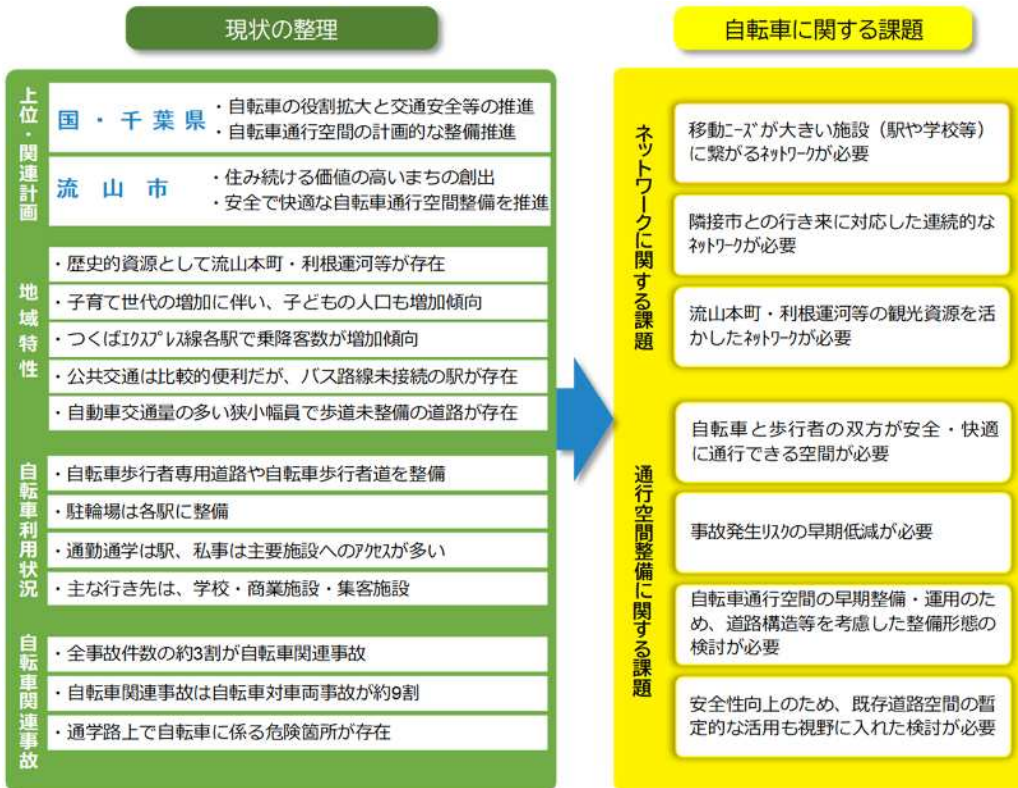 現状の整理
上位・関連計画
国・千葉県
・自転車の役割拡大と交通安全等の推進
・自転車通行空間の計画的な整備推進
流山市
・住み続ける価値の高いまちの創出
・安全で快適な自転車通行空間整備を推進
地域特性
・歴史的資源として流山本町・利根運河等が存在
・子育て世代の増加に伴い、子どもの人口も増加傾向
・つくばエクスプレス線各駅で乗降客数が増加傾向
・公共交通は比較的便利だが、バス路線未接続の駅が存在
・自動車交通量の多い狭小幅員で歩道未整備の道路が存在
自転車利用状況
・自転車歩行者専用道路や自転車歩行者道を整備
・駐輪場は各駅に整備
・通勤通学は駅、私事は主要施設へのアクセスが多い
・主な行き先は、学校・商業施設・集客施設
自転車関連事故
・全事故件数の約3割が自転車関連事故
・自転車関連事故は自転車対車両事故が約9割
・通学路上で自転車に係る危険箇所が存在
自転車に関する課題
ネットワークに関する課題
移動ニーズが大きい施設（駅や学校等）
に繋がるネットワークが必要
隣接市との行き来に対応した連続的な
ネットワークが必要
流山本町・利根運河等の観光資源を活
かしたネットワークが必要
通行空間整備に関する課題
自転車と歩行者の双方が安全・快適
に通行できる空間が必要
事故発生リスクの早期低減が必要
自転車通行空間の早期整備・運用のた
め、道路構造等を考慮した整備形態の
検討が必要
安全性向上のため、既存道路空間の暫
定的な活用も視野に入れた検討が必要